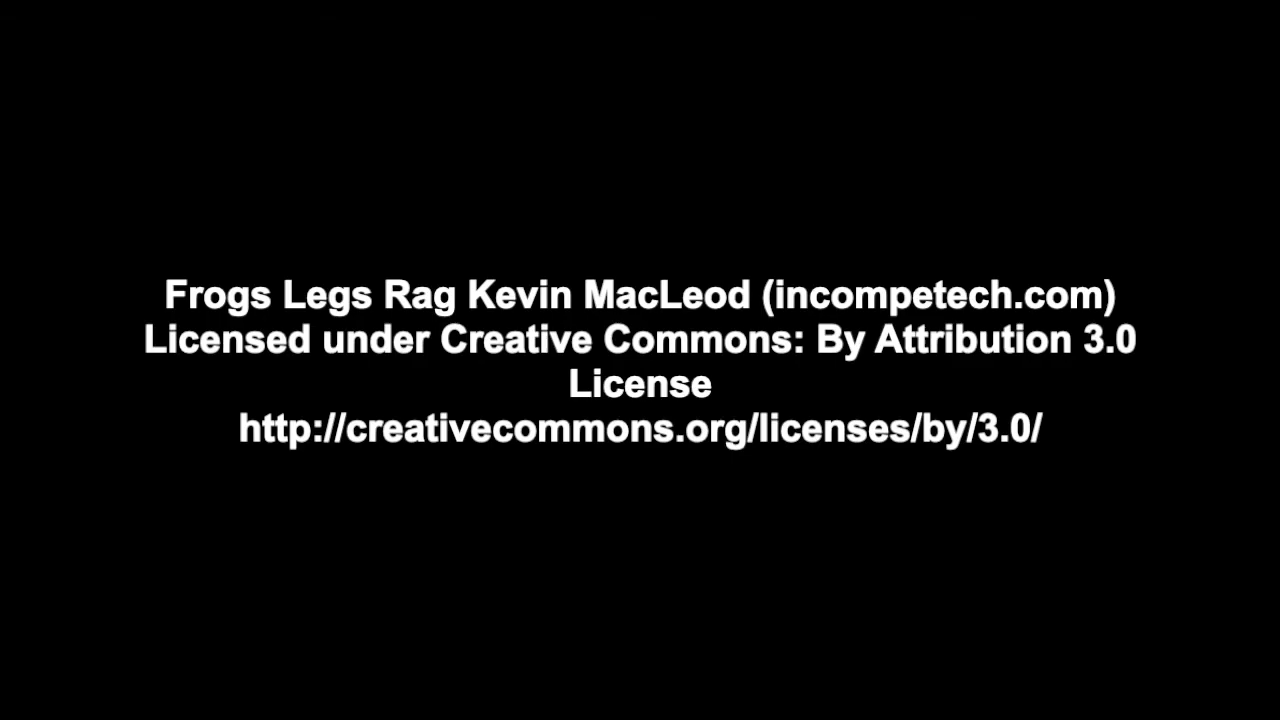 Frogs Legs Rag Kevin MacLeod (incompetech.com)
Licensed under Creative Commons: By Attribution 3.0
License
http://creativecommons.org/licenses/by/3.0/